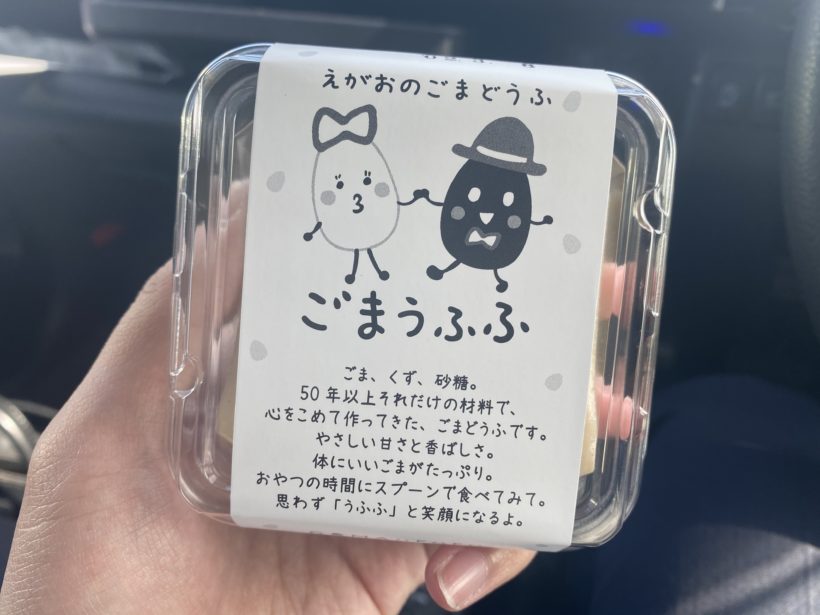 えがおのごまどうふ
ごまうふふ
ごま、くず、砂糖。
50年以上それだけの材料で、
心をこめて作ってきた、ごまどうふです。
やさしい甘さと香ばしさ。
体にいいごまがたっぷり。
おやつの時間にスプーンで食べてみて。
思わず「うふふ」と笑顔になるよ。